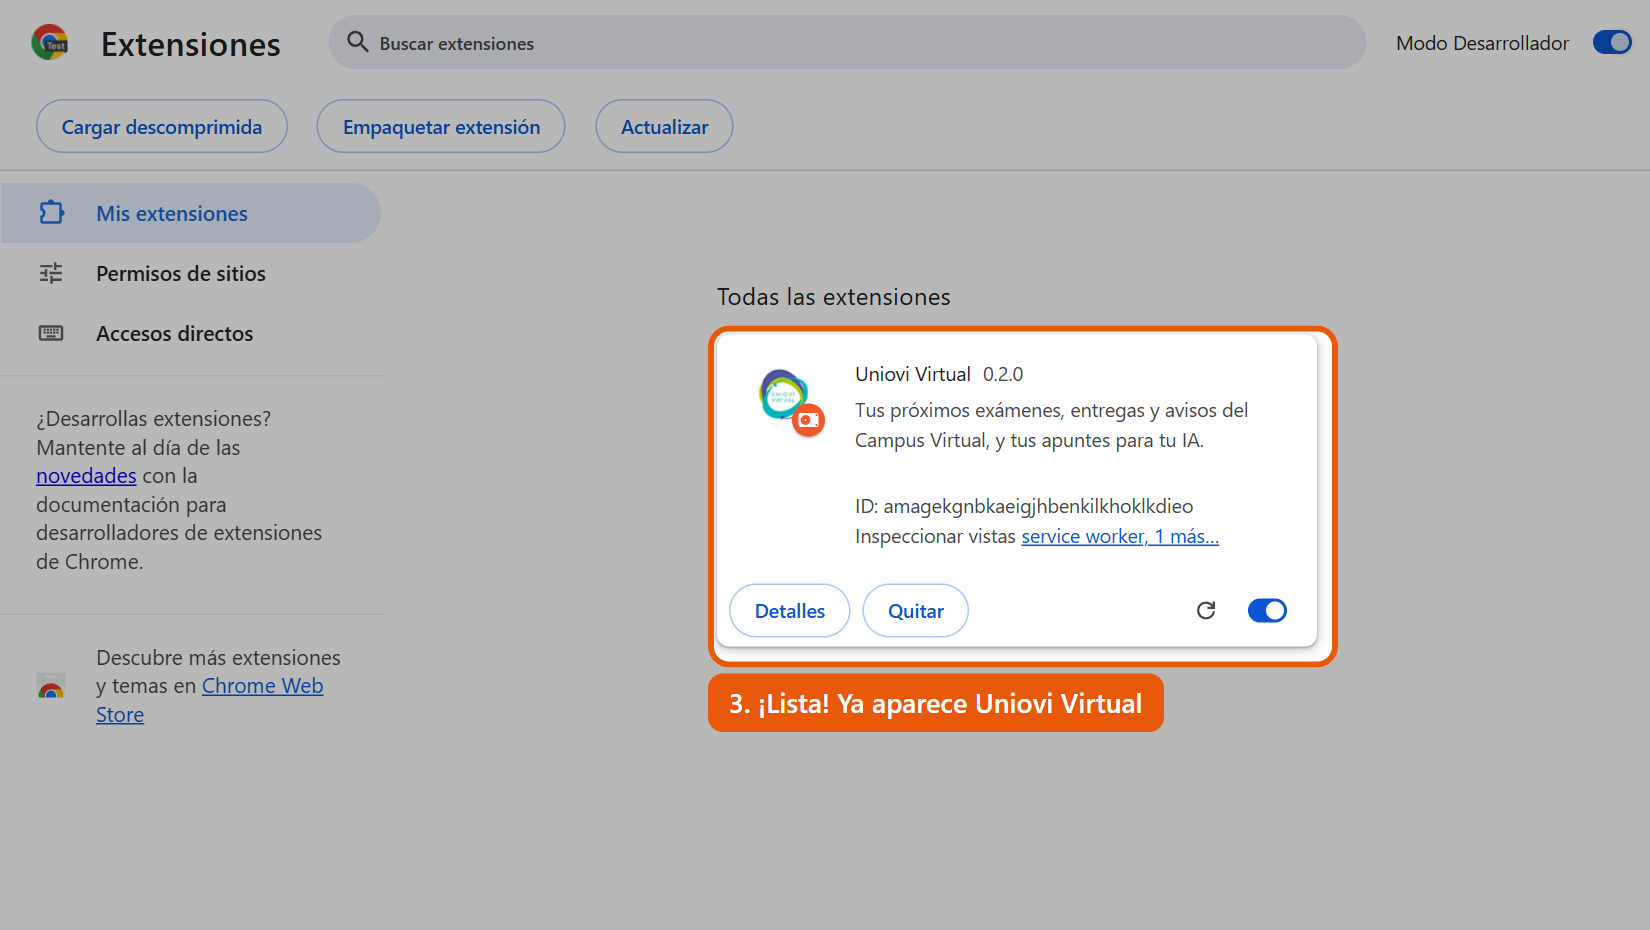 Test
Extensiones
Buscar extensiones
Modo Desarrollador
Cargar descomprimida
Empaquetar extensión
Actualizar
Mis extensiones
Permisos de sitios
Accesos directos
¿Desarrollas extensiones?
Mantente al día de las
novedades con la
documentación para
desarrolladores de extensiones
de Chrome.
Descubre más extensiones
y temas en Chrome Web
Store
Todas las extensiones
UNIOVI
VIRTUAL
Uniovi Virtual 0.2.0
Tus próximos exámenes, entregas y avisos del
Campus Virtual, y tus apuntes para tu IA.
ID: amagekgnbkaeigjhbenkilkhoklkdieo
Inspeccionar vistas service worker, 1 más...
Detalles
Quitar
3. ¡Lista! Ya aparece Uniovi Virtual